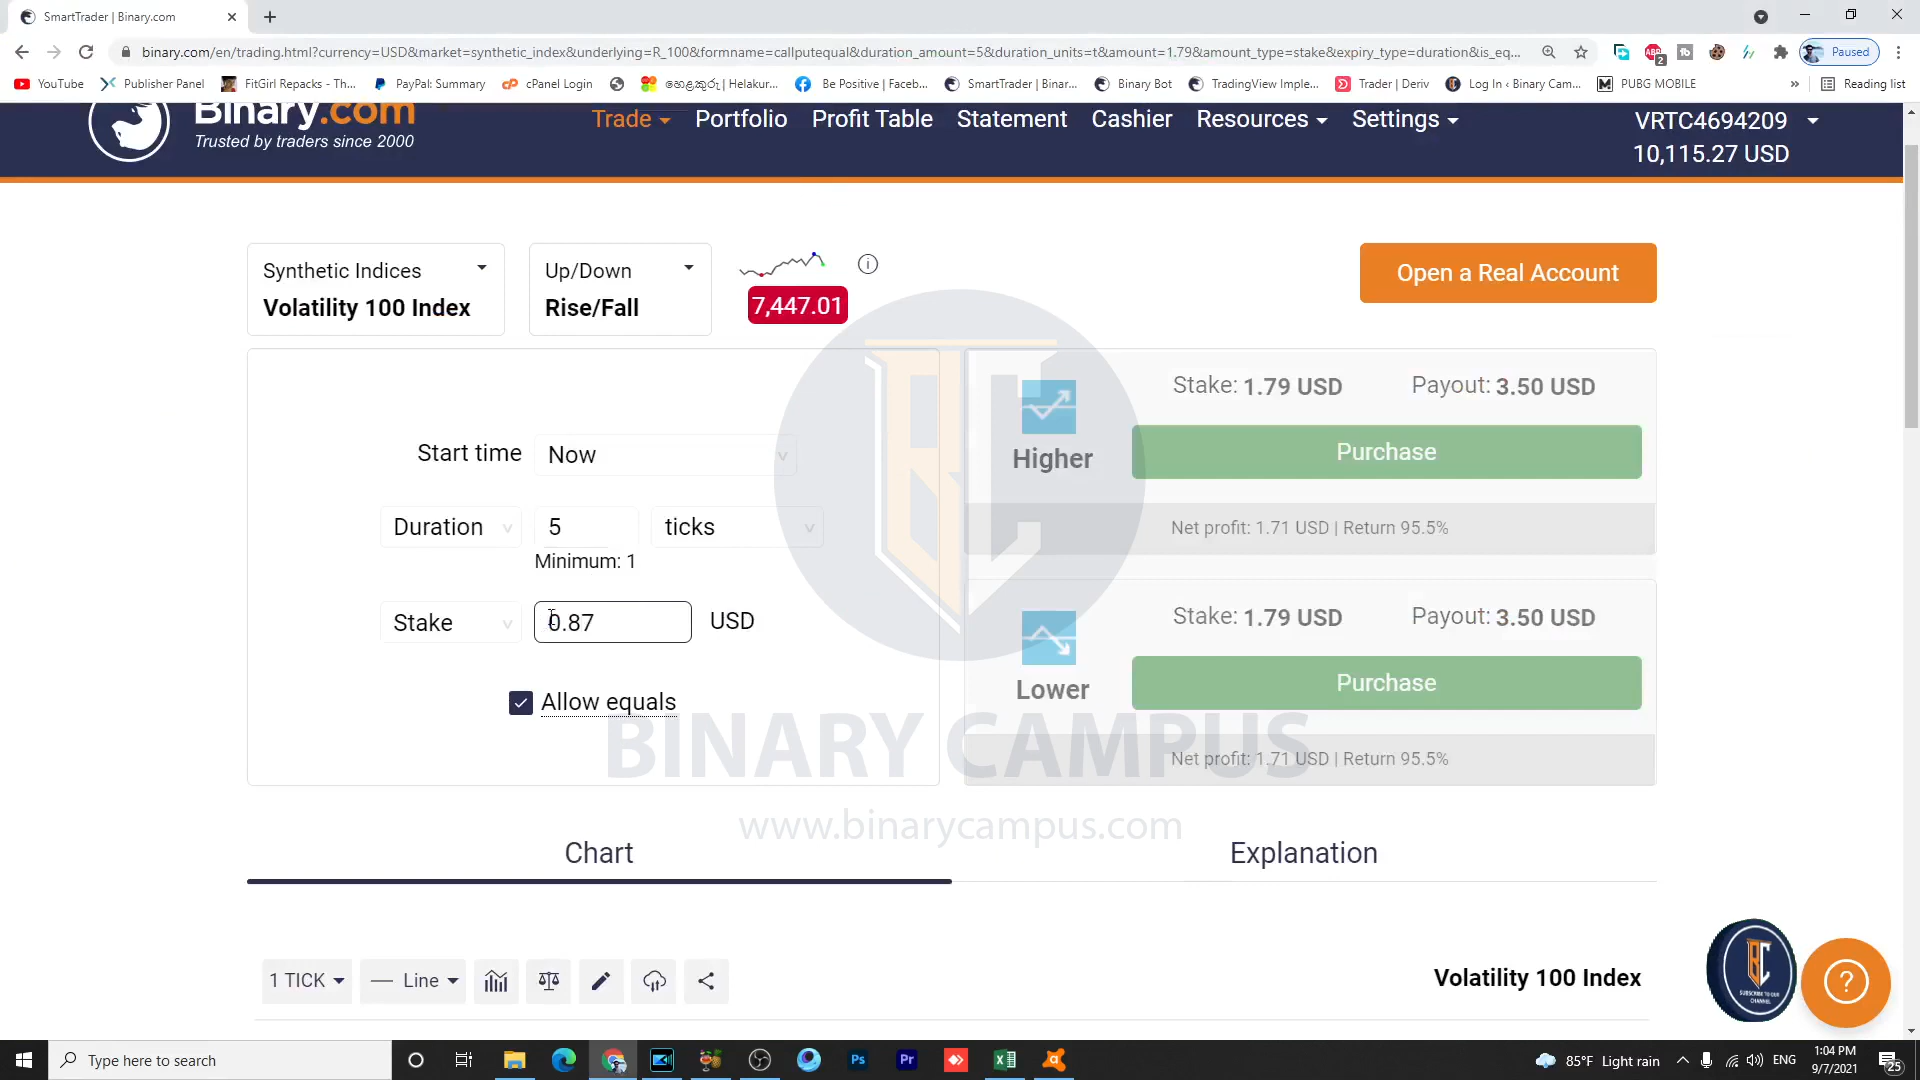 SmartTrader | Binary.com
binary.com/en/trading.html?currency=USD&market=synthetic_index&underlying=R_100&formname=callputequal&duration_amount=5&duration_units=t&amount=1.79&amount_type=stake&expiry_type=duration&is_eq...
Paused
YouTube Publisher Panel FitGirl Repacks - Th... PayPal: Summary cPanel Login හෙළකුරු | Helakur... Be Positive | Faceb... SmartTrader | Binar... Binary Bot TradingView Imple... Trader | Deriv Log In ‹ Binary Cam... PUBG MOBILE » Reading list
Binary.com
Trusted by traders since 2000
Trade Portfolio Profit Table Statement Cashier Resources Settings
VRTC4694209
10,115.27 USD
Synthetic Indices
Volatility 100 Index
Up/Down
Rise/Fall
7,447.01
Open a Real Account
Start time Now
Duration 5 ticks
Minimum: 1
Stake 0.87 USD
Allow equals
Stake: 1.79 USD Payout: 3.50 USD
Higher Purchase
Net profit: 1.71 USD | Return 95.5%
Stake: 1.79 USD Payout: 3.50 USD
Lower Purchase
Net profit: 1.71 USD | Return 95.5%
BINARY CAMPUS
www.binarycampus.com
Chart Explanation
1 TICK Line
Volatility 100 Index
SUBSCRIBE TO OUR
CHANNEL
Type here to search
85°F Light rain ENG
1:04 PM
9/7/2021
25